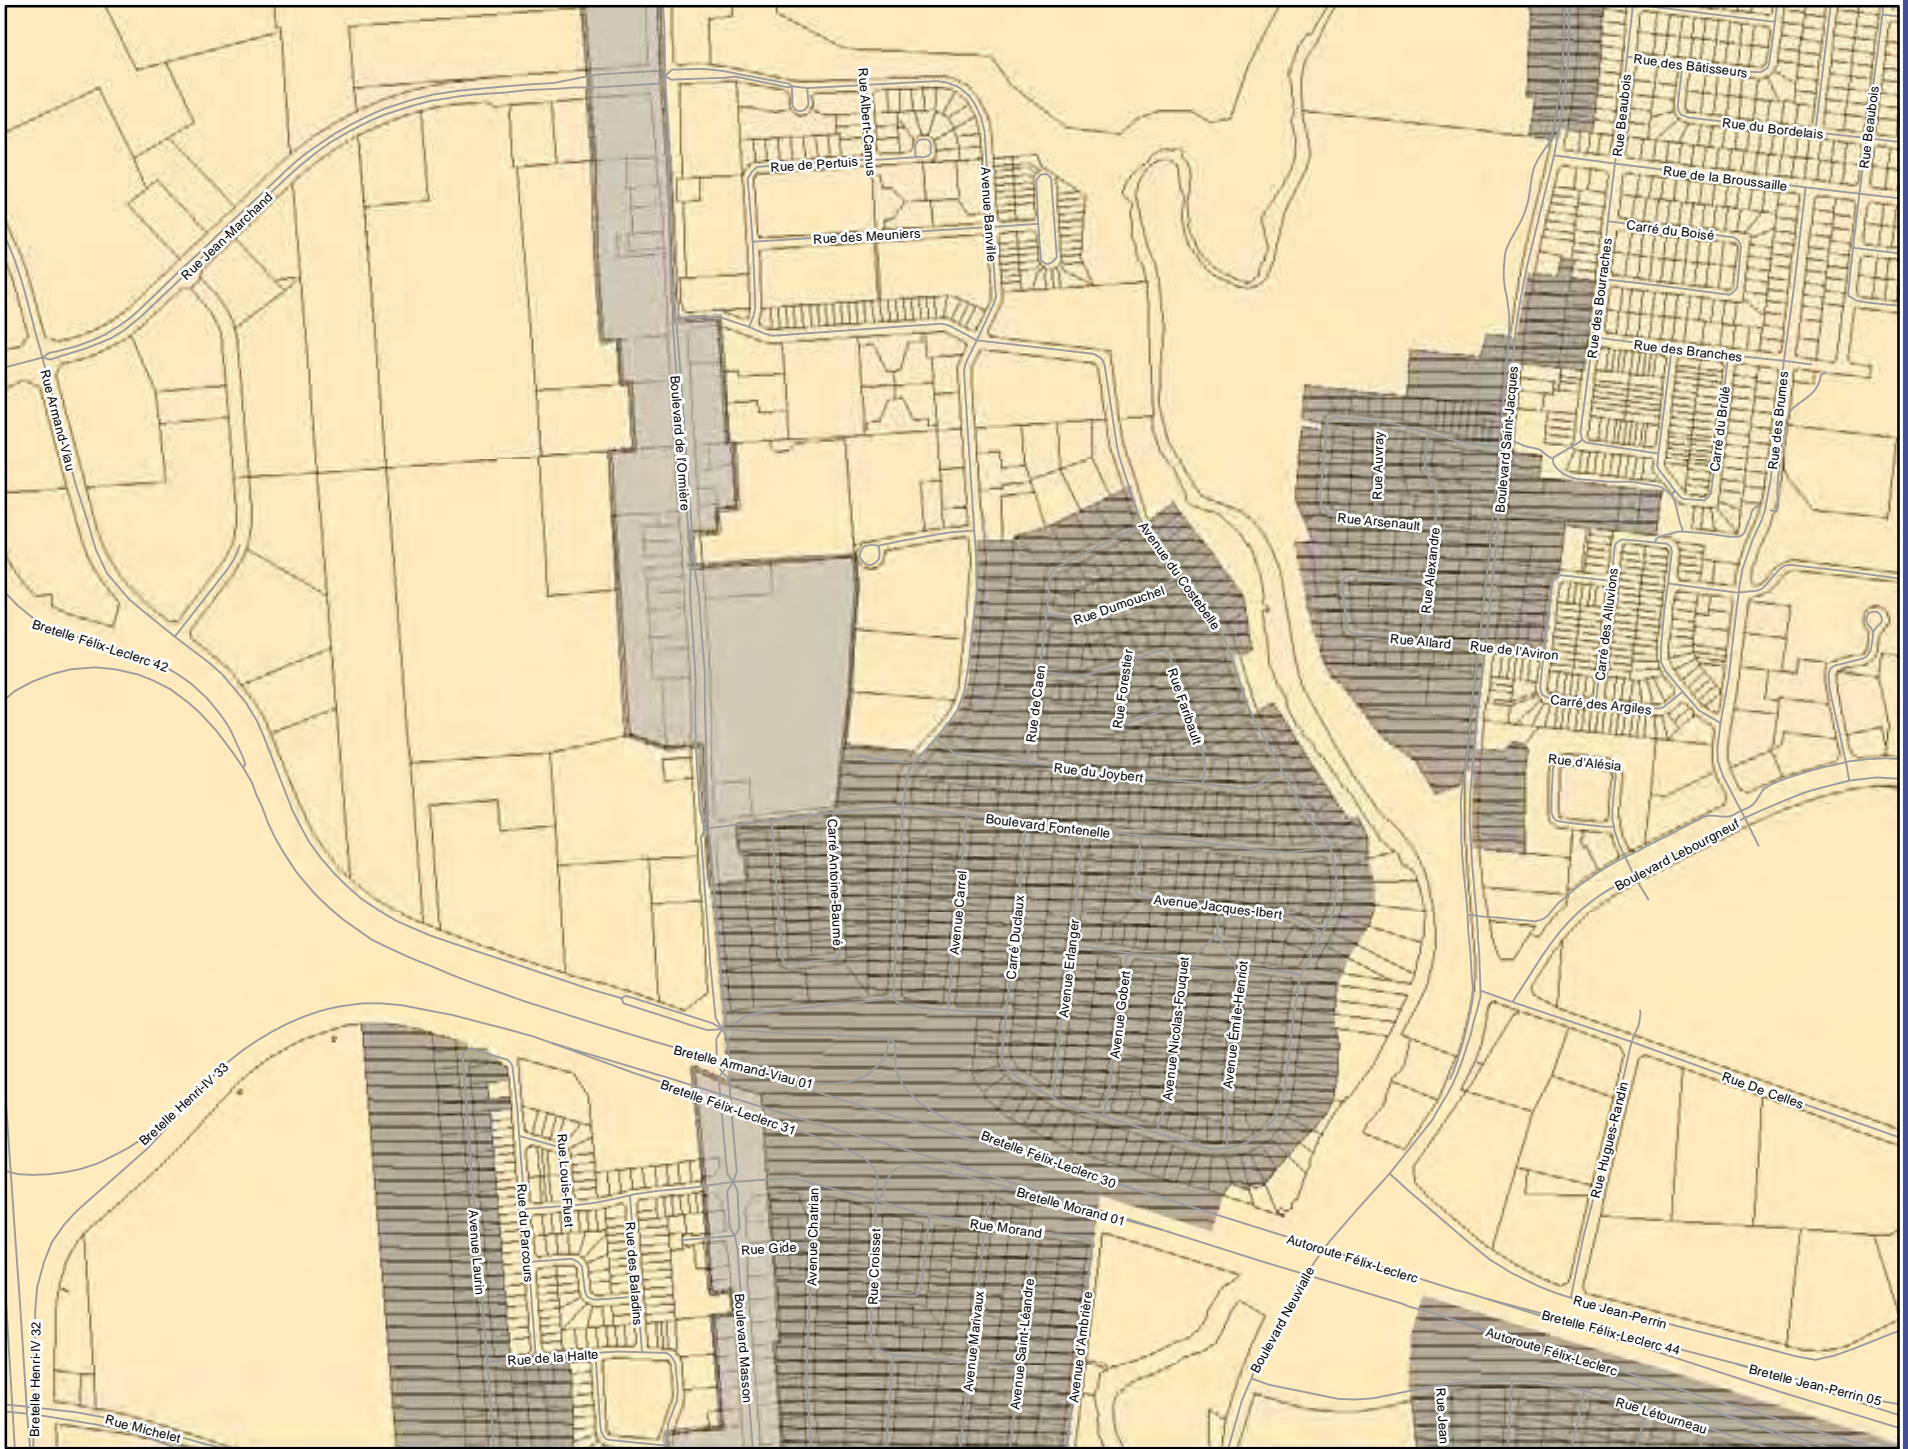 Rue des Bâtisseurs
Rue Albert-Camus
Rue Beaubois
Rue Beaubois
Rue du Bordelais
Rue de Pertuis
Rue de la Broussaille
Avenue Banville
Rue Jean-Marchand
Rue des Meuniers
Carré du Boisé
Rue des Bourraches
Rue des Branches
Rue Armand-Viau
Boulevard de l'Ormière
Boulevard Saint-Jacques
Carré du Brûlé
Rue des Brumes
Rue Auvray
Rue Arsenault
Avenue du Costebelle
Rue Alexandre
Carré des Alluvions
Rue Dumouchel
Bretelle Félix-Leclerc 42
Rue Allard
Rue de l'Aviron
Rue de Caen
Rue Forestier
Rue Faribault
Carré des Argiles
Rue du Joybert
Rue d'Alésia
Boulevard Fontenelle
Carré Antoine-Baumé
Boulevard Lebourgneuf
Avenue Carrel
Carré Duclaux
Avenue Jacques-Ibert
Avenue Erlanger
Avenue Gobert
Avenue Nicolas-Fouquet
Avenue Émile-Henriot
Bretelle Armand-Viau 01
Bretelle Henri-IV 33
Bretelle Félix-Leclerc 31
Rue De Celles
Rue Hugues-Randin
Rue Louis-Fluet
Bretelle Félix-Leclerc 30
Avenue Laurin
Rue du Parcours
Rue des Baladins
Avenue Chatrian
Bretelle Morand 01
Rue Croisset
Rue Morand
Rue Gide
Autoroute Félix-Leclerc
Boulevard Neuvialle
Boulevard Masson
Avenue Marivaux
Avenue Saint-Léandre
Avenue d'Ambrière
Rue Jean-Perrin
Bretelle Félix-Leclerc 44
Autoroute Félix-Leclerc
Bretelle Jean-Perrin 05
Bretelle Henri-IV 32
Rue de la Halte
Rue Michelet
Rue Jean
Rue Létourneau